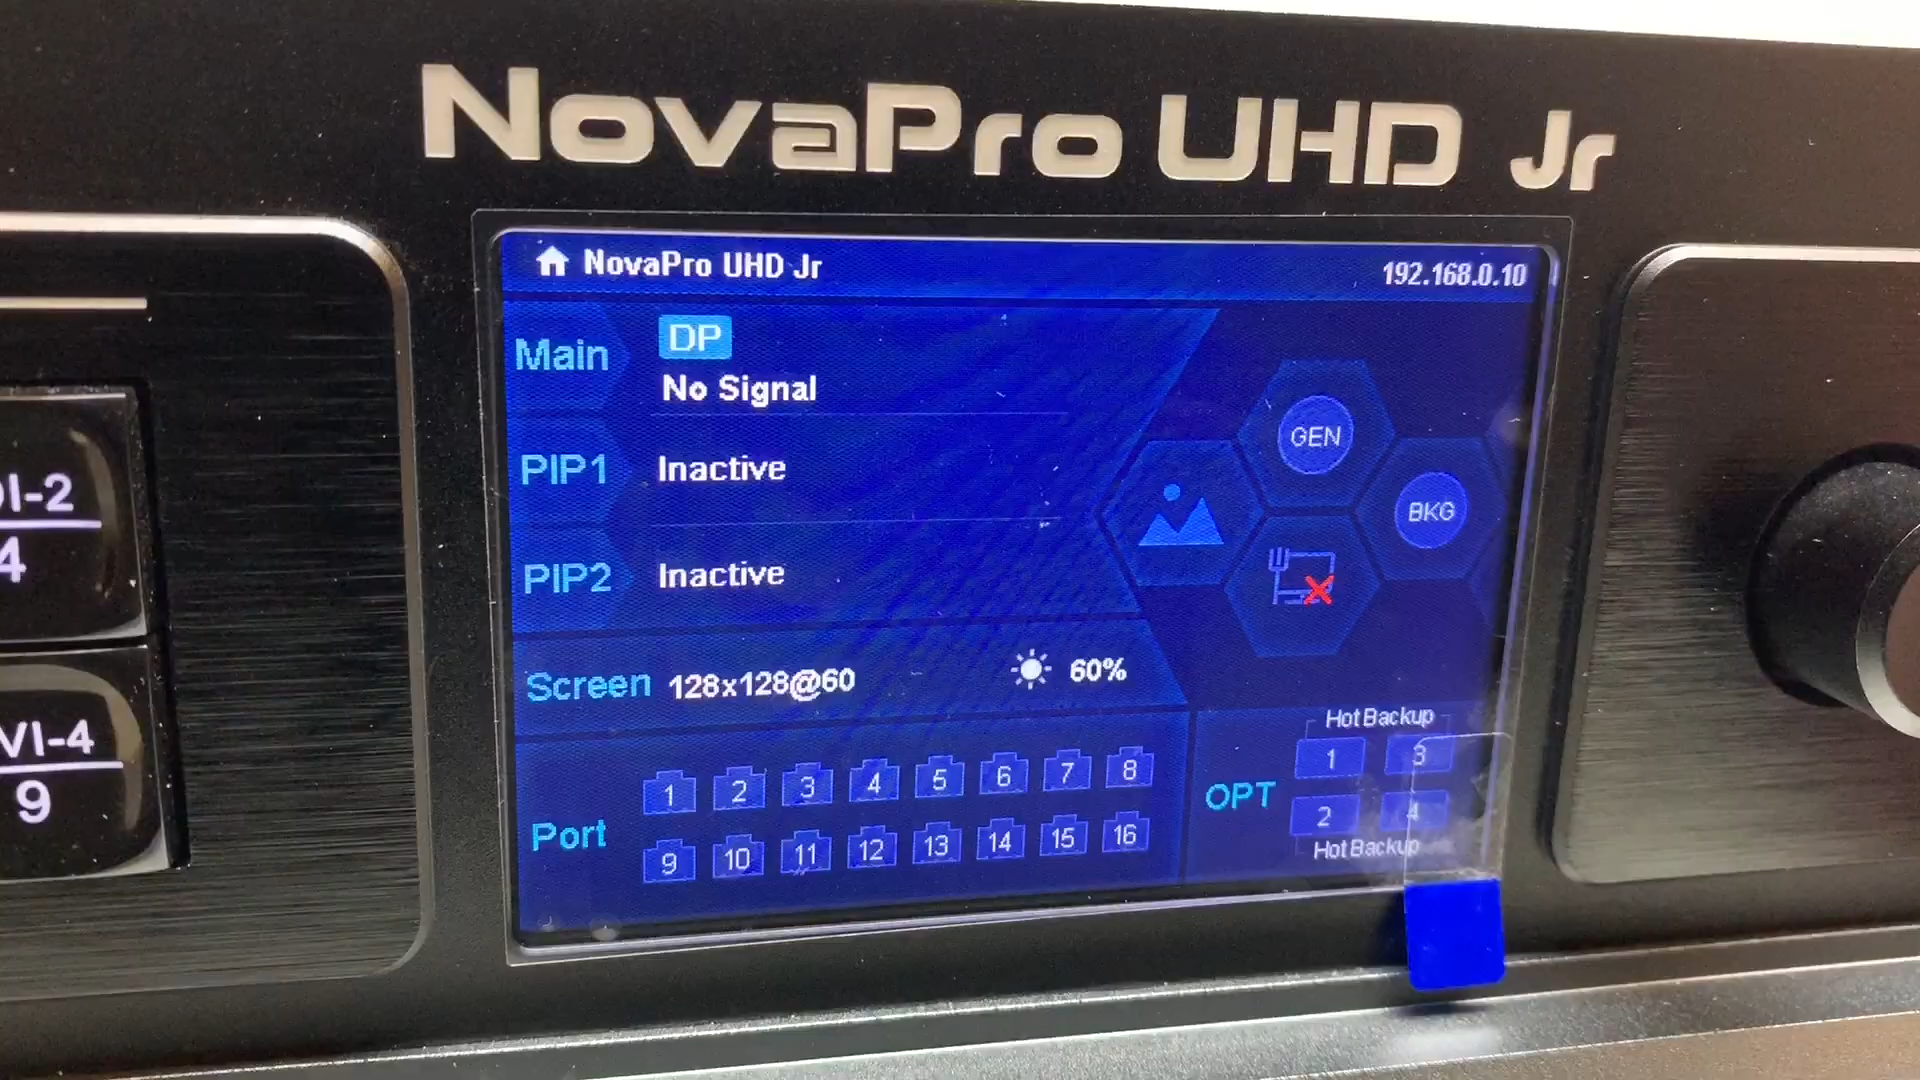 NovaPro UHD Jr
NovaPro UHD Jr
192.168.0.10
Main
DP
No Signal
PIP1
Inactive
PIP2
Inactive
GEN
BKG
Screen
128x128@60
60%
Port
1 2 3 4 5 6 7 8
9 10 11 12 13 14 15 16
OPT
Hot Backup
1 3
2 4
Hot Backup
I-2
4
VI-4
9